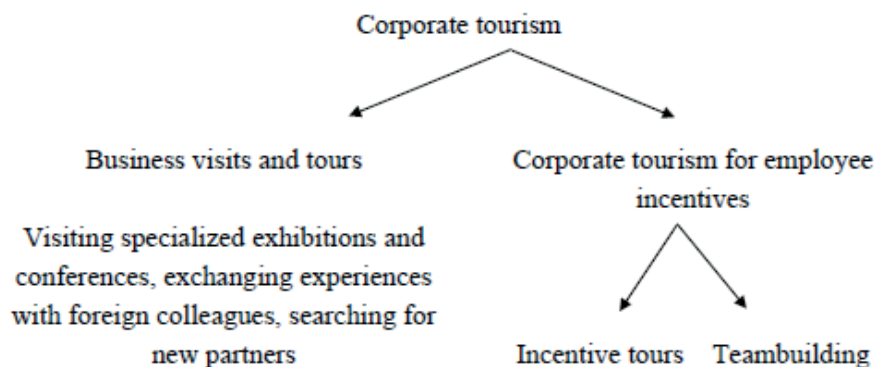 Corporate tourism
Business visits and tours
Corporate tourism for employee
incentives
Visiting specialized exhibitions and
conferences, exchanging experiences
with foreign colleagues, searching for
new partners
Incentive tours
Teambuilding